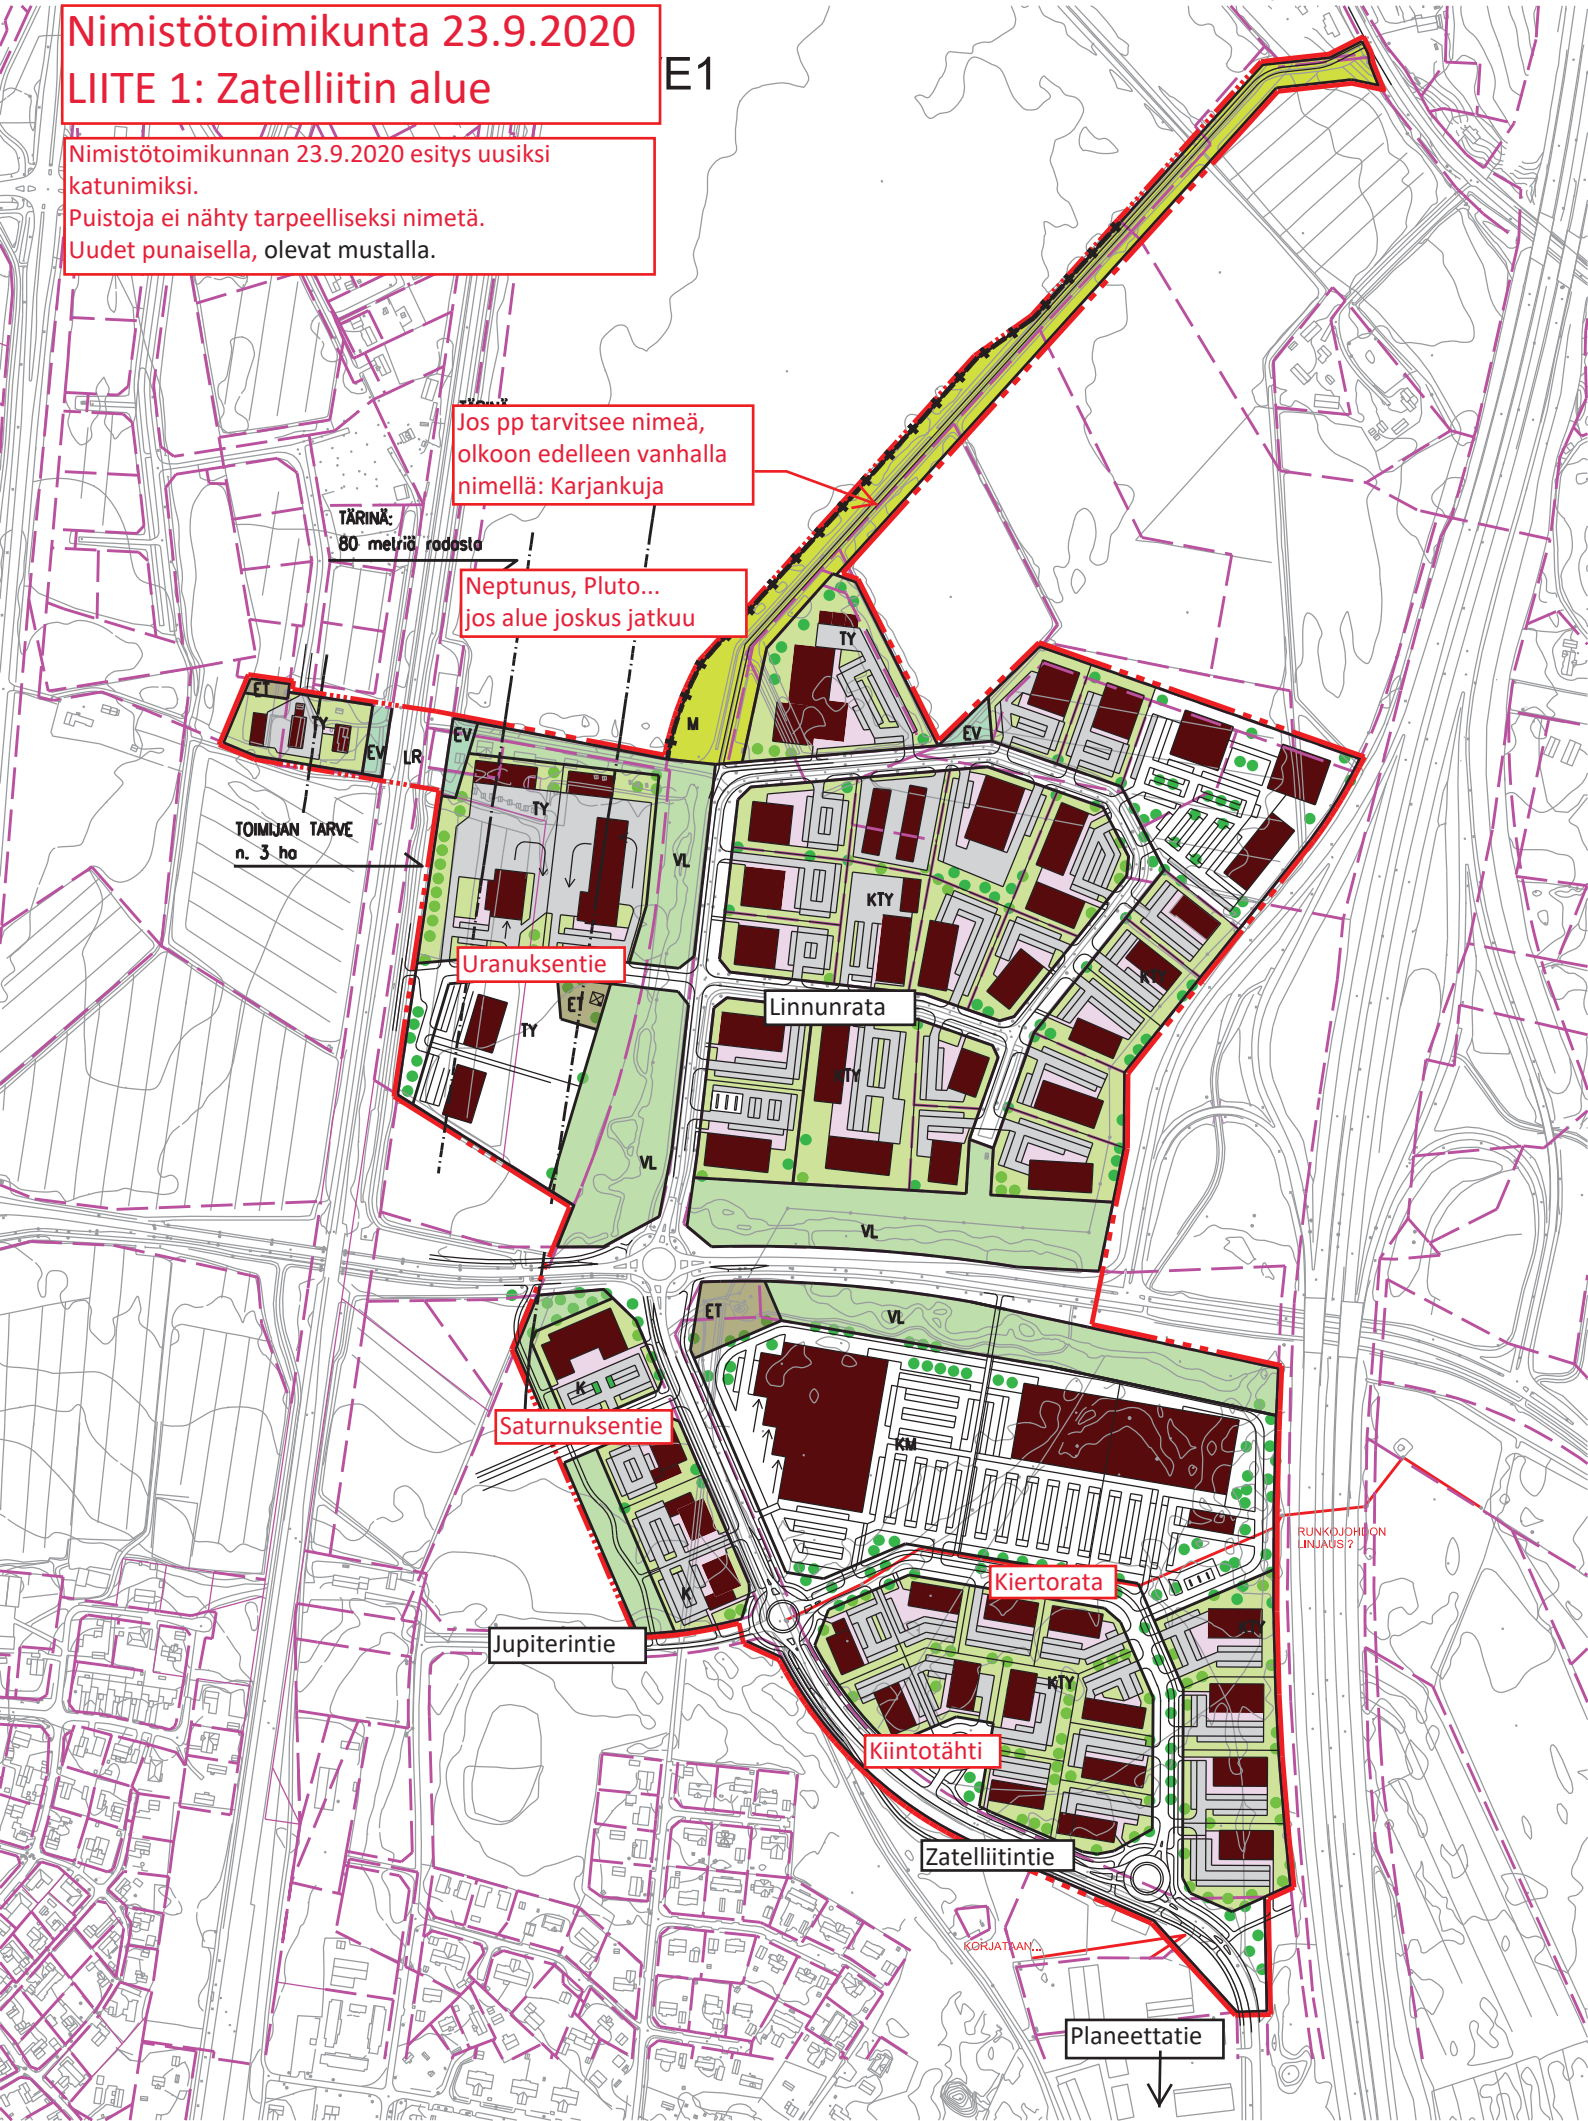 Nimistötoimikunta 23.9.2020
LIITE 1: Zatelliitin alue
E1
Nimistötoimikunnan 23.9.2020 esitys uusiksi
katunimiksi.
Puistoja ei nähty tarpeelliseksi nimetä.
Uudet punaisella, olevat mustalla.
TÄRINÄ
Jos pp tarvitsee nimeä,
olkoon edelleen vanhalla
nimellä: Karjankuja
TÄRINÄ:
80 metriä radasta
Neptunus, Pluto...
jos alue joskus jatkuu
TY
ET
TY
EV
LR
EV
M
EV
TY
TOIMIJAN TARVE
n. 3 ha
VL
KTY
KTY
Uranuksentie
ET
Linnunrata
TY
KTY
VL
VL
ET
VL
K
Saturnuksentie
KM
RUNKOJOHDON
LINJAUS ?
Kiertorata
K
Jupiterintie
KTY
KTY
Kiintotähti
Zatelliitintie
KORJATAAN...
Planeettatie